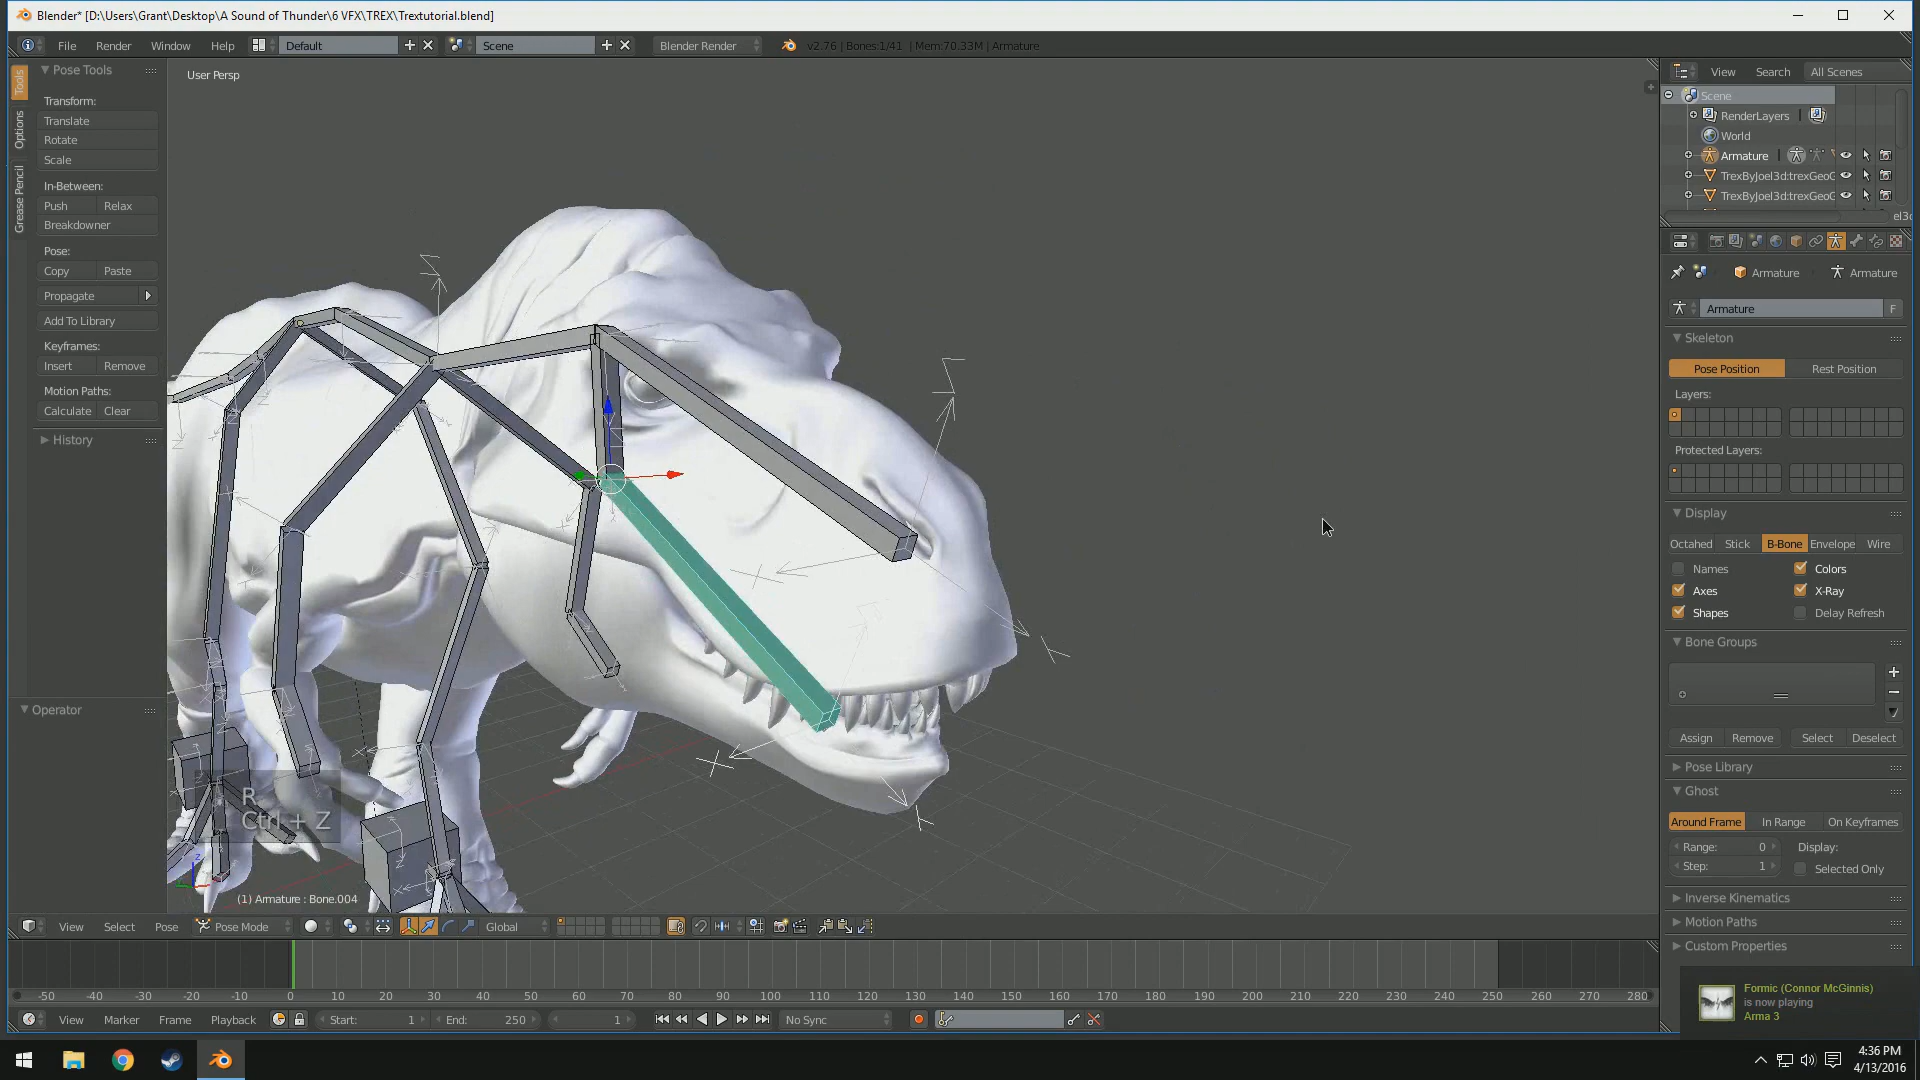 Blender* [D:\Users\Grant\Desktop\A Sound of Thunder\6 VFX\TREX\Trextutorial.blend]
File Render Window Help Default Scene Blender Render v2.76 | Bones:1/41 | Mem:70.33M | Armature
Tools
Options
Grease Pencil
Pose Tools
Transform:
Translate
Rotate
Scale
In-Between:
Push Relax
Breakdowner
Pose:
Copy Paste
Propagate
Add To Library
Keyframes:
Insert Remove
Motion Paths:
Calculate Clear
History
Operator
User Persp
R
Ctrl + Z
(1) Armature : Bone.004
View Search All Scenes
Scene
RenderLayers
World
Armature
TrexByJoel3d:trexGeoG
TrexByJoel3d:trexGeoG
Armature Armature
Armature F
Skeleton
Pose Position Rest Position
Layers:
Protected Layers:
Display
Octahed Stick B-Bone Envelope Wire
Names Colors
Axes X-Ray
Shapes Delay Refresh
Bone Groups
Assign Remove Select Deselect
Pose Library
Ghost
Around Frame In Range On Keyframes
Range: 0 Display:
Step: 1 Selected Only
Inverse Kinematics
Motion Paths
Custom Properties
View Select Pose Pose Mode Global
-50 -40 -30 -20 -10 0 10 20 30 40 50 60 70 80 90 100 110 120 130 140 150 160 170 180 190 200 210 220 230 240 250 260 270 280
View Marker Frame Playback Start: 1 End: 250 1 No Sync
Formic (Connor McGinnis)
is now playing
Arma 3
4:36 PM
4/13/2016